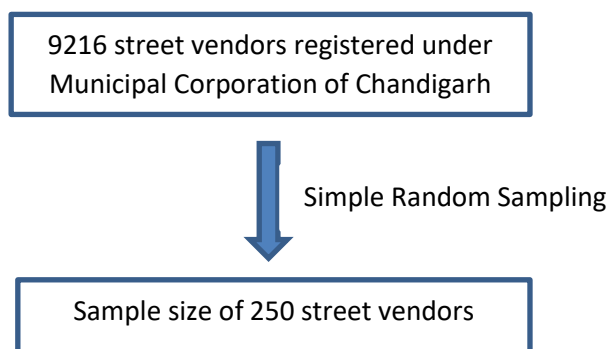 9216 street vendors registered under
Municipal Corporation of Chandigarh
Simple Random Sampling
Sample size of 250 street vendors